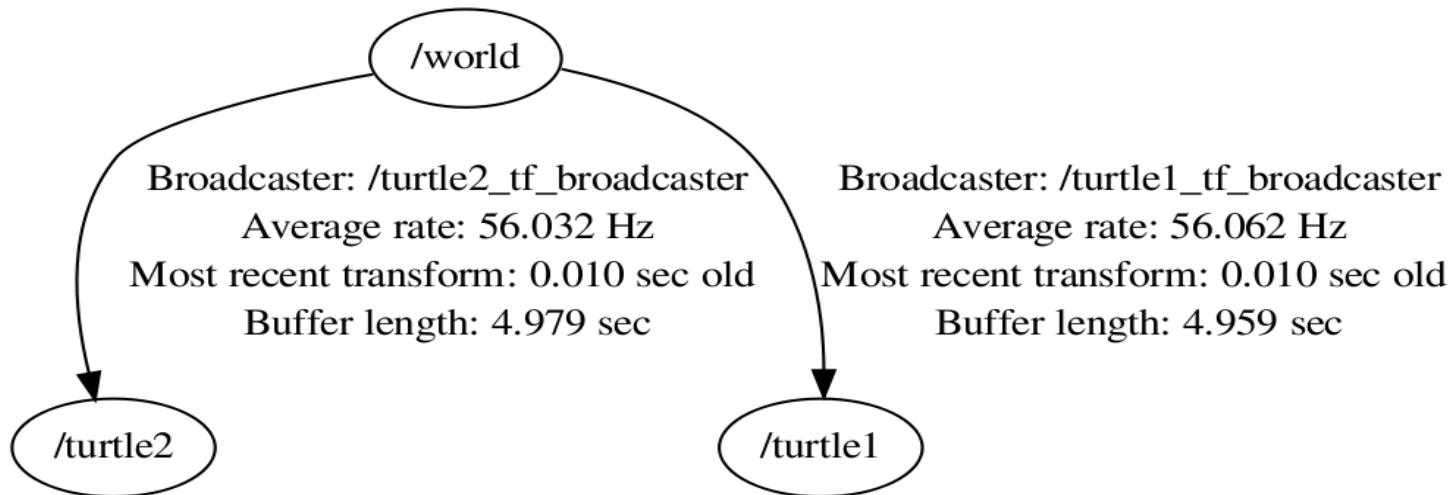 /world
Broadcaster: /turtle2_tf_broadcaster
Average rate: 56.032 Hz
Most recent transform: 0.010 sec old
Buffer length: 4.979 sec
Broadcaster: /turtle1_tf_broadcaster
Average rate: 56.062 Hz
Most recent transform: 0.010 sec old
Buffer length: 4.959 sec
/turtle2
/turtle1